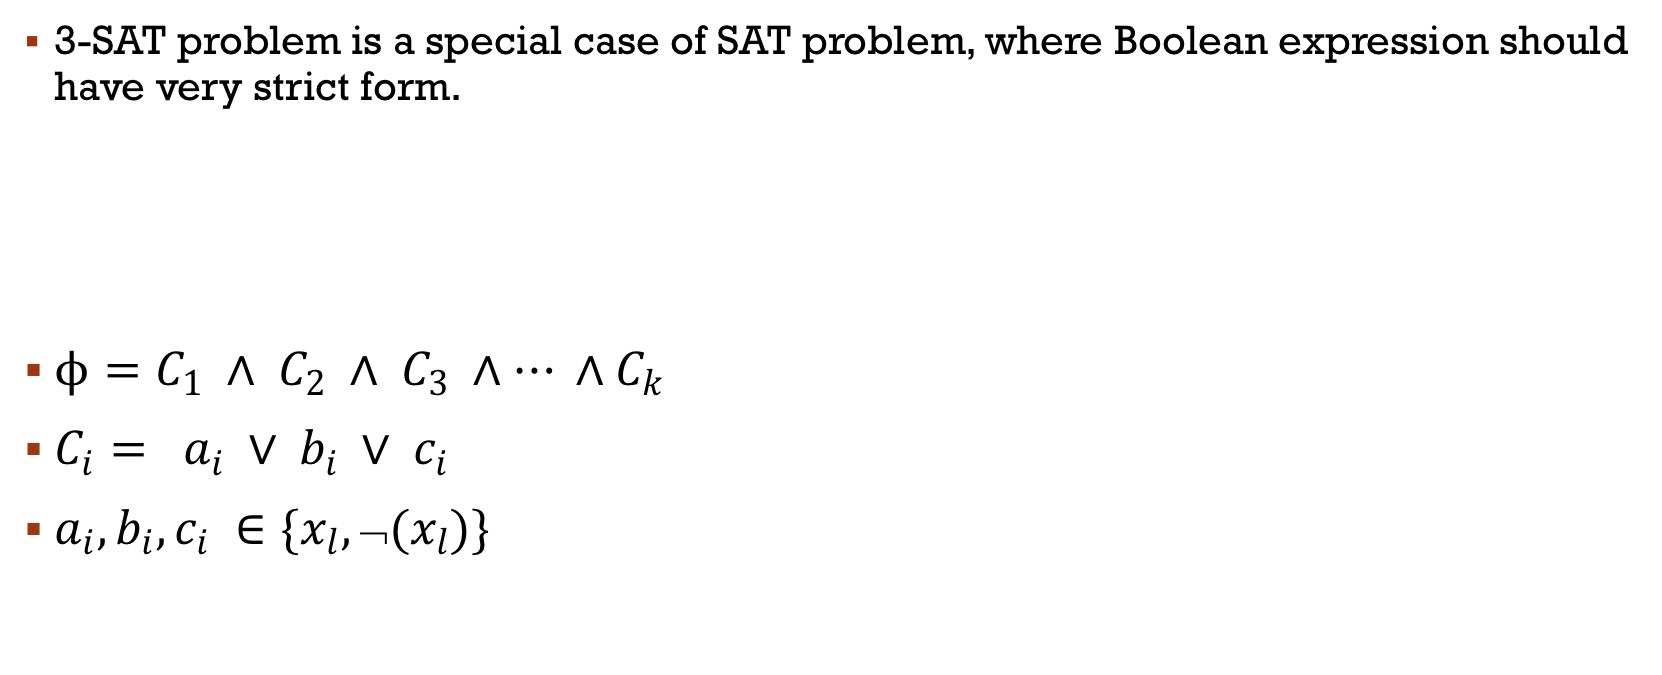 ▪ 3-SAT problem is a special case of SAT problem, where Boolean expression should
have very strict form.
▪ ϕ = C₁ ∧ C₂ ∧ C₃ ∧ ⋯ ∧ Cₖ
▪ Cᵢ = aᵢ ∨ bᵢ ∨ cᵢ
▪ aᵢ, bᵢ, cᵢ ∈ {xₗ, ¬(xₗ)}